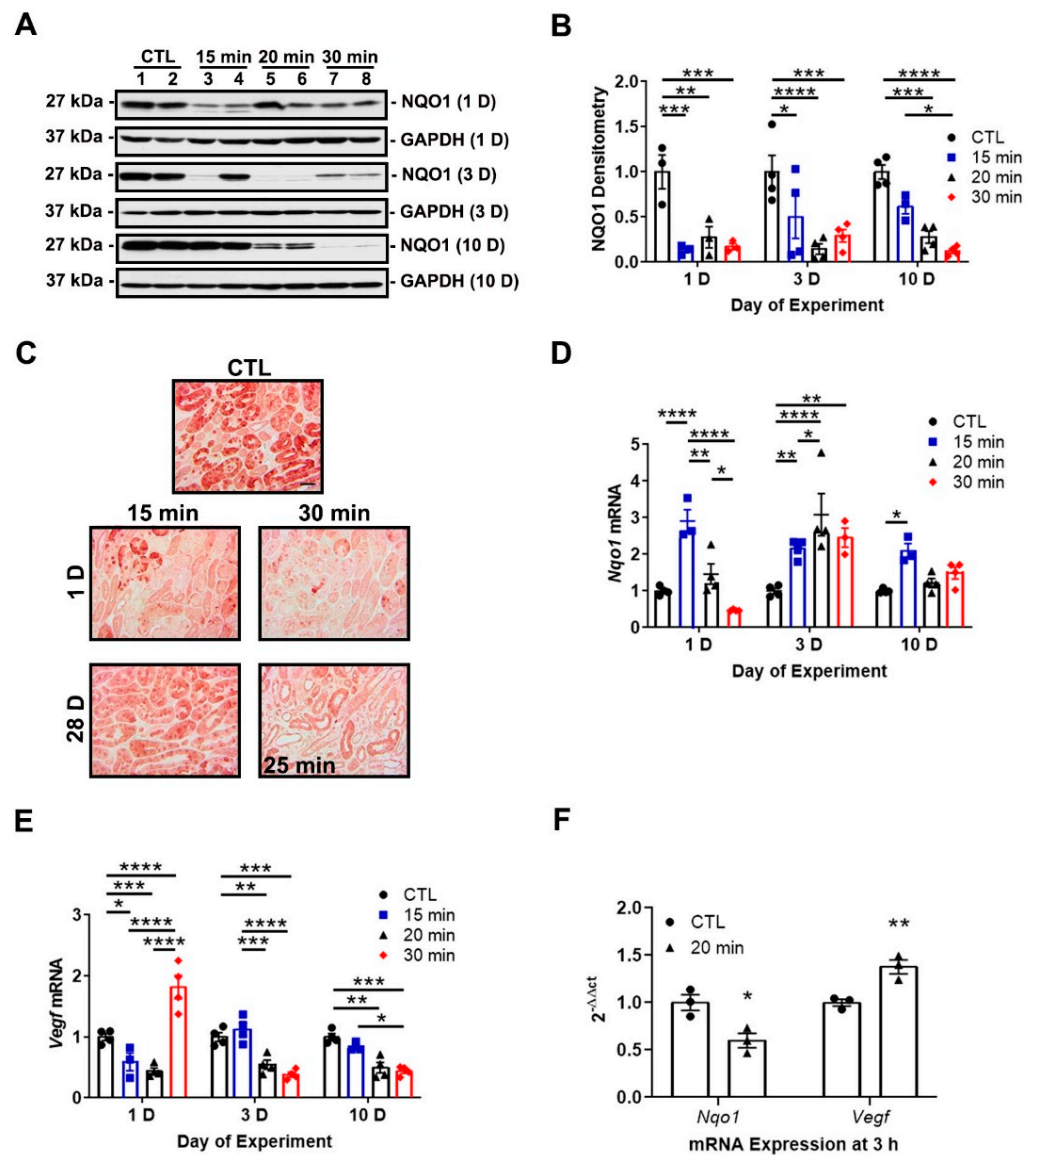 A
CTL 15 min 20 min 30 min
1 2 3 4 5 6 7 8
27 kDa - - NQO1 (1 D)
37 kDa - - GAPDH (1 D)
27 kDa - - NQO1 (3 D)
37 kDa - - GAPDH (3 D)
27 kDa - - NQO1 (10 D)
37 kDa - - GAPDH (10 D)
B
NQO1 Densitometry
2.0
1.5
1.0
0.5
0.0
*** *** ****
** **** ***
*** * *
CTL
15 min
20 min
30 min
1 D 3 D 10 D
Day of Experiment
C
CTL
15 min 30 min
1 D
28 D
25 min
D
Nqo1 mRNA
5
4
3
2
1
0
**
**** ****
**** *
** ** *
*
CTL
15 min
20 min
30 min
1 D 3 D 10 D
Day of Experiment
E
Vegf mRNA
3
2
1
0
**** ***
*** **
* 
**** ****
**** ***
***
**
*
CTL
15 min
20 min
30 min
1 D 3 D 10 D
Day of Experiment
F
2-ΔΔct
2.0
1.5
1.0
0.5
0.0
CTL
20 min
* **
Nqo1 Vegf
mRNA Expression at 3 h